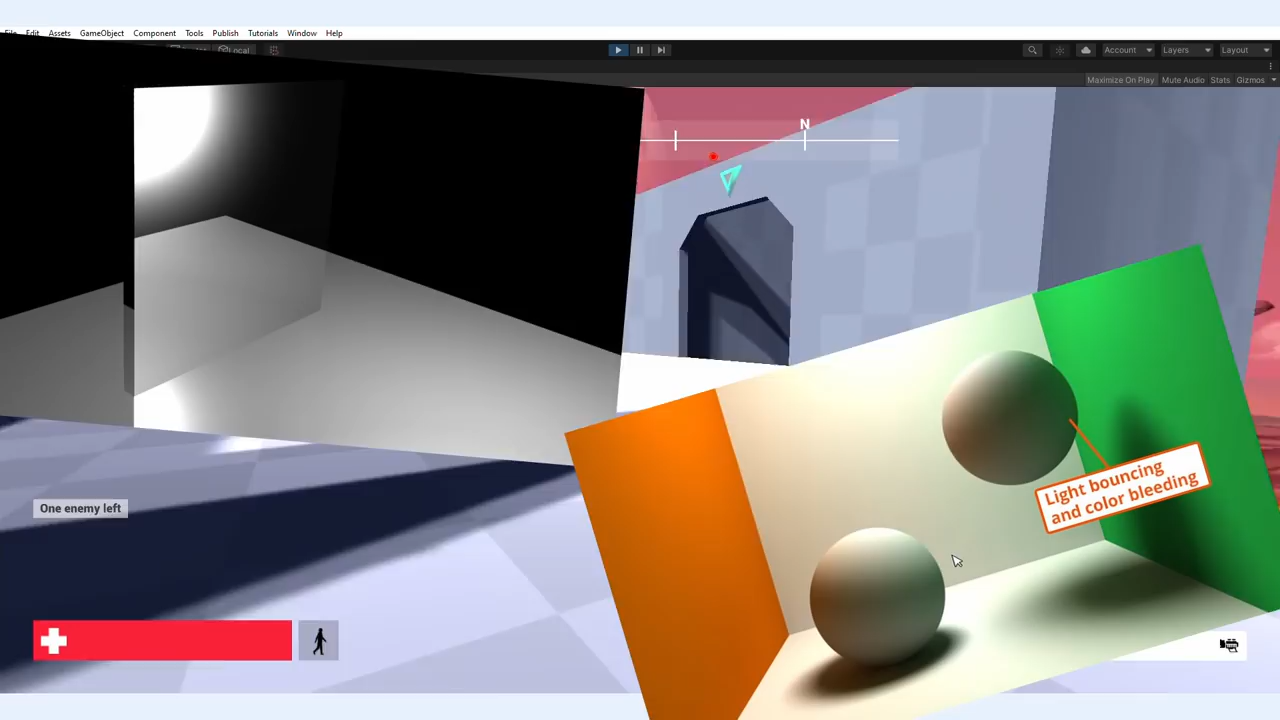 File Edit Assets GameObject Component Tools Publish Tutorials Window Help
Local
Account Layers Layout
Maximize On Play Mute Audio Stats Gizmos
N
Light bouncing
and color bleeding
One enemy left